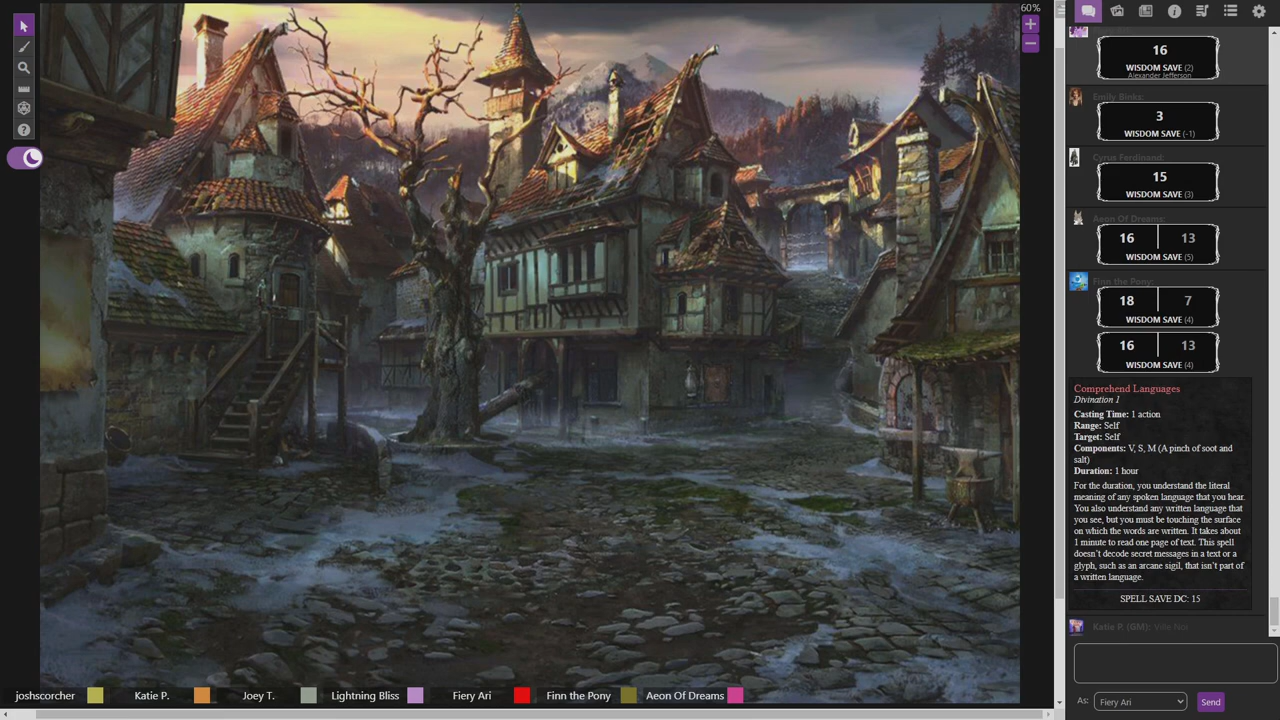 60%
16
WISDOM SAVE (2)
Alexander Jefferson
Emily Binks:
3
WISDOM SAVE (-1)
Cyrus Ferdinand:
15
WISDOM SAVE (3)
Aeon Of Dreams:
16 13
WISDOM SAVE (5)
Finn the Pony:
18 7
WISDOM SAVE (4)
16 13
WISDOM SAVE (4)
Comprehend Languages
Divination 1
Casting Time: 1 action
Range: Self
Target: Self
Components: V, S, M (A pinch of soot and
salt)
Duration: 1 hour
For the duration, you understand the literal
meaning of any spoken language that you hear.
You also understand any written language that
you see, but you must be touching the surface
on which the words are written. It takes about
1 minute to read one page of text. This spell
doesn't decode secret messages in a text or a
glyph, such as an arcane sigil, that isn't part of
a written language.
SPELL SAVE DC: 15
Katie P. (GM): Ville Noi
As: Fiery Ari Send
joshscorcher Katie P. Joey T. Lightning Bliss Fiery Ari Finn the Pony Aeon Of Dreams